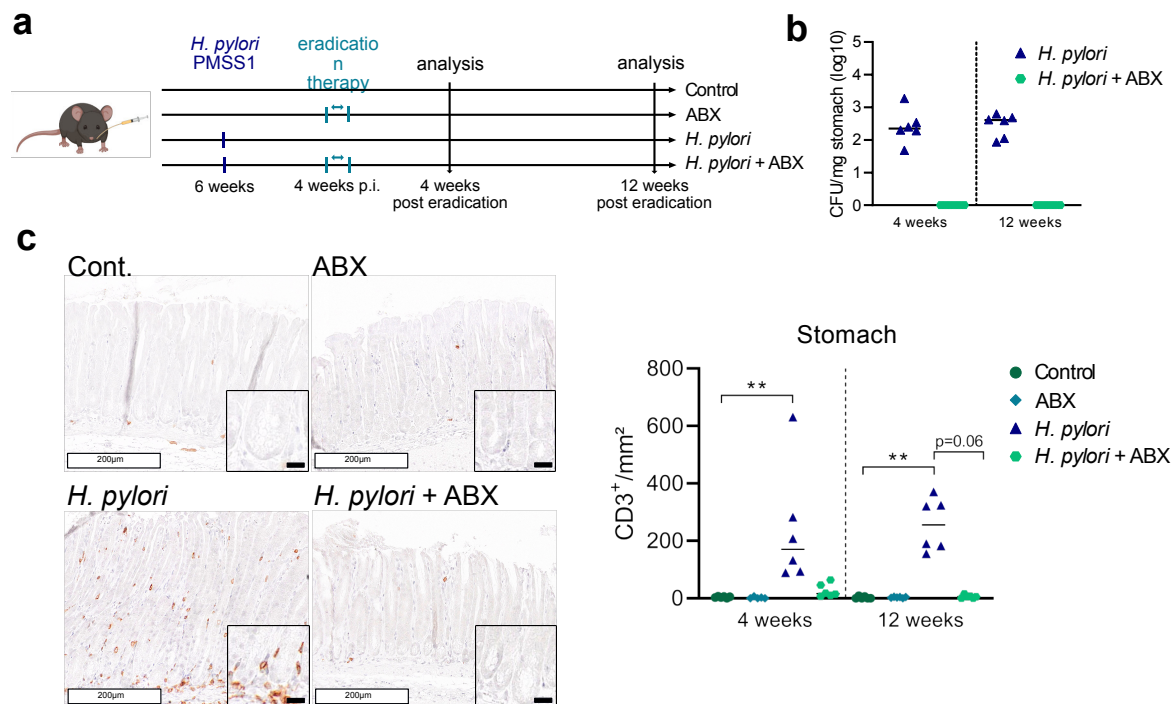 a
H. pylori
PMSS1
eradicatio
n
therapy
analysis
analysis
Control
ABX
H. pylori
H. pylori + ABX
6 weeks
4 weeks p.i.
4 weeks
post eradication
12 weeks
post eradication
b
CFU/mg stomach (log10)
5
4
3
2
1
0
4 weeks
12 weeks
H. pylori
H. pylori + ABX
c
Cont.
ABX
200µm
200µm
H. pylori
H. pylori + ABX
200µm
200µm
Stomach
CD3⁺/mm²
800
600
400
200
0
**
**
p=0.06
4 weeks
12 weeks
Control
ABX
H. pylori
H. pylori + ABX